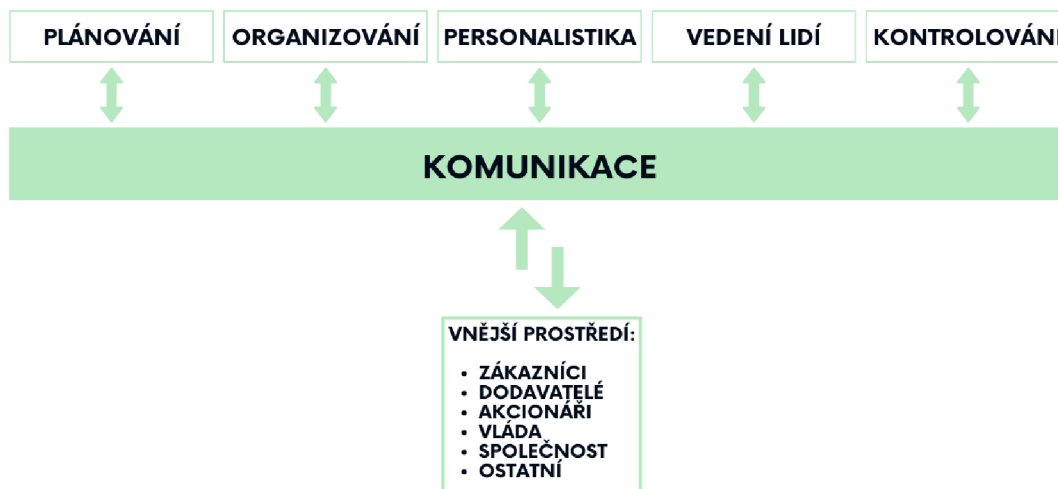 PLÁNOVÁNÍ ORGANIZOVÁNÍ PERSONALISTIKA VEDENÍ LIDÍ KONTROLOVÁNÍ
KOMUNIKACE
VNĚJŠÍ PROSTŘEDÍ:
• ZÁKAZNÍCI
• DODAVATELÉ
• AKCIONÁŘI
• VLÁDA
• SPOLEČNOST
• OSTATNÍ